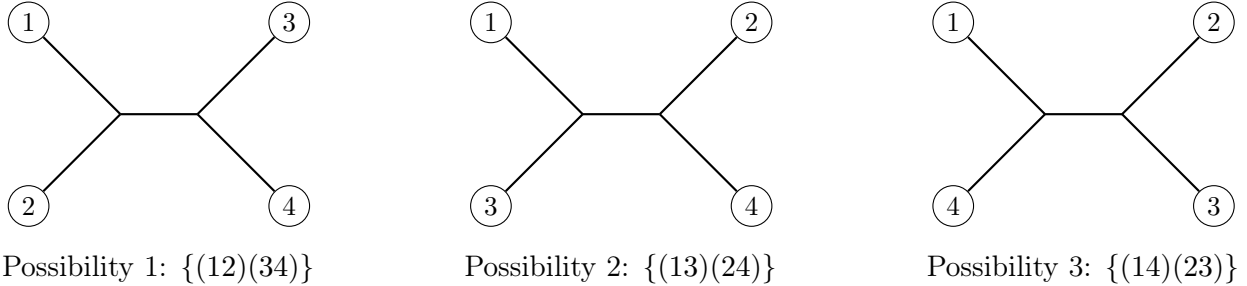 1 3 1 2 1 2
2 4 3 4 4 3
Possibility 1: {(12)(34)} Possibility 2: {(13)(24)} Possibility 3: {(14)(23)}